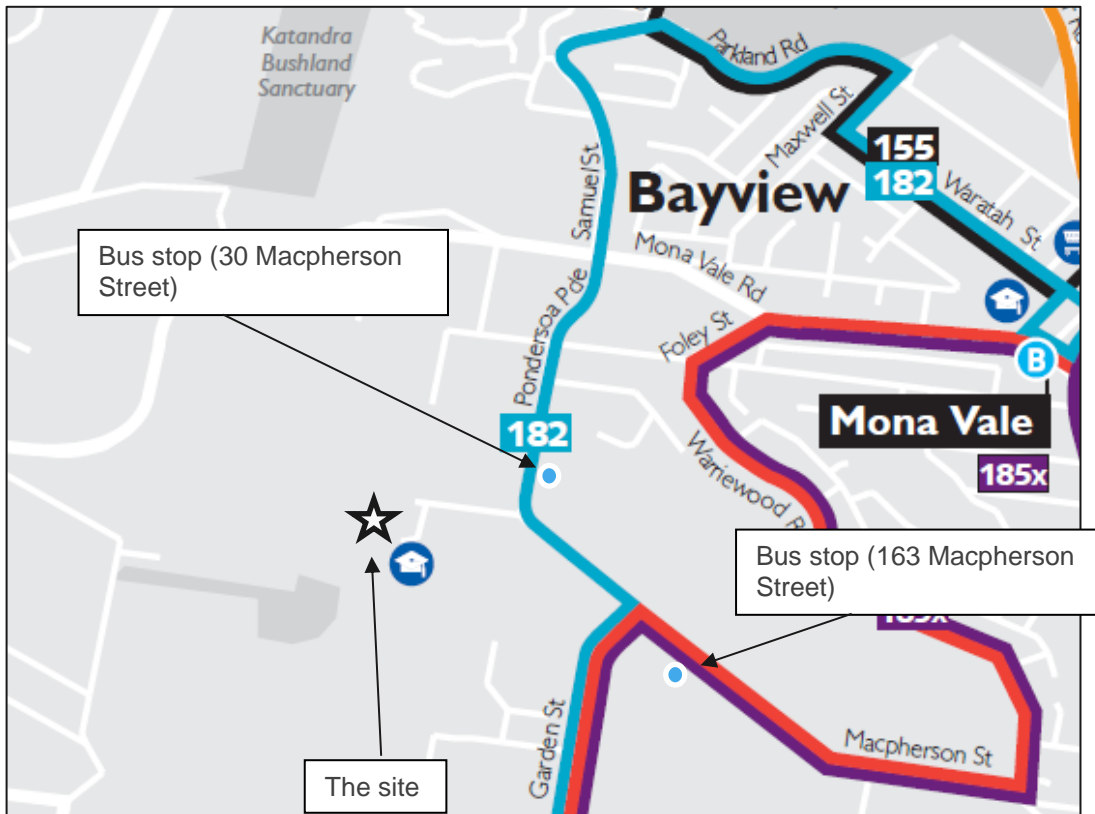 Katandra
Bushland
Sanctuary
Parkland Rd
Maxwell St
155
182
Waratah St
Bayview
Samuel St
Bus stop (30 Macpherson
Street)
Mona Vale Rd
Pondersoa Pde
Foley St
B
Mona Vale
182
185x
Warriewood R
Bus stop (163 Macpherson
Street)
Garden St
Macpherson St
The site